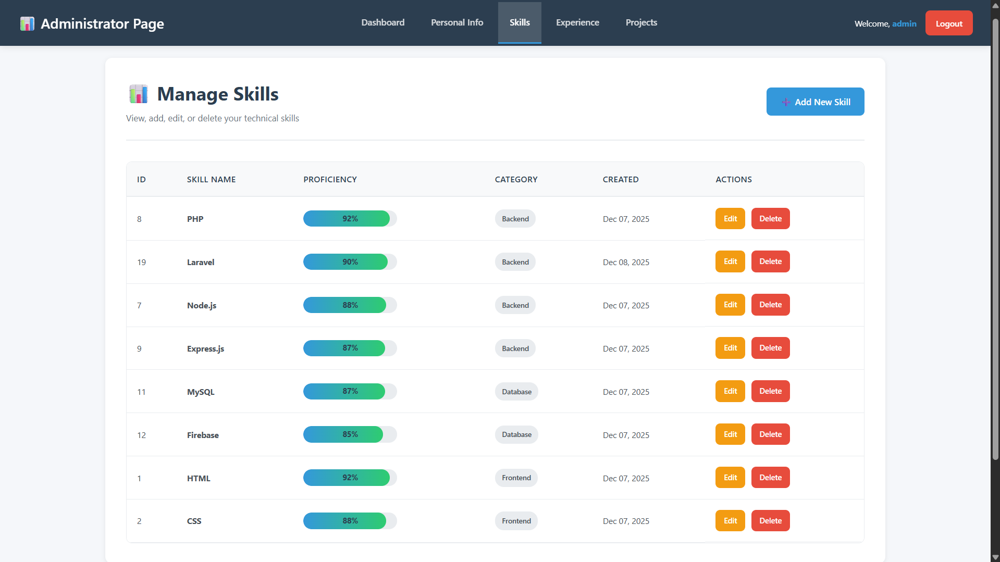 Administrator Page
Dashboard Personal Info Skills Experience Projects
Welcome, admin Logout
Manage Skills
View, add, edit, or delete your technical skills
Add New Skill
ID SKILL NAME PROFICIENCY CATEGORY CREATED ACTIONS
8 PHP 92% Backend Dec 07, 2025 Edit Delete
19 Laravel 90% Backend Dec 08, 2025 Edit Delete
7 Node.js 88% Backend Dec 07, 2025 Edit Delete
9 Express.js 87% Backend Dec 07, 2025 Edit Delete
11 MySQL 87% Database Dec 07, 2025 Edit Delete
12 Firebase 85% Database Dec 07, 2025 Edit Delete
1 HTML 92% Frontend Dec 07, 2025 Edit Delete
2 CSS 88% Frontend Dec 07, 2025 Edit Delete